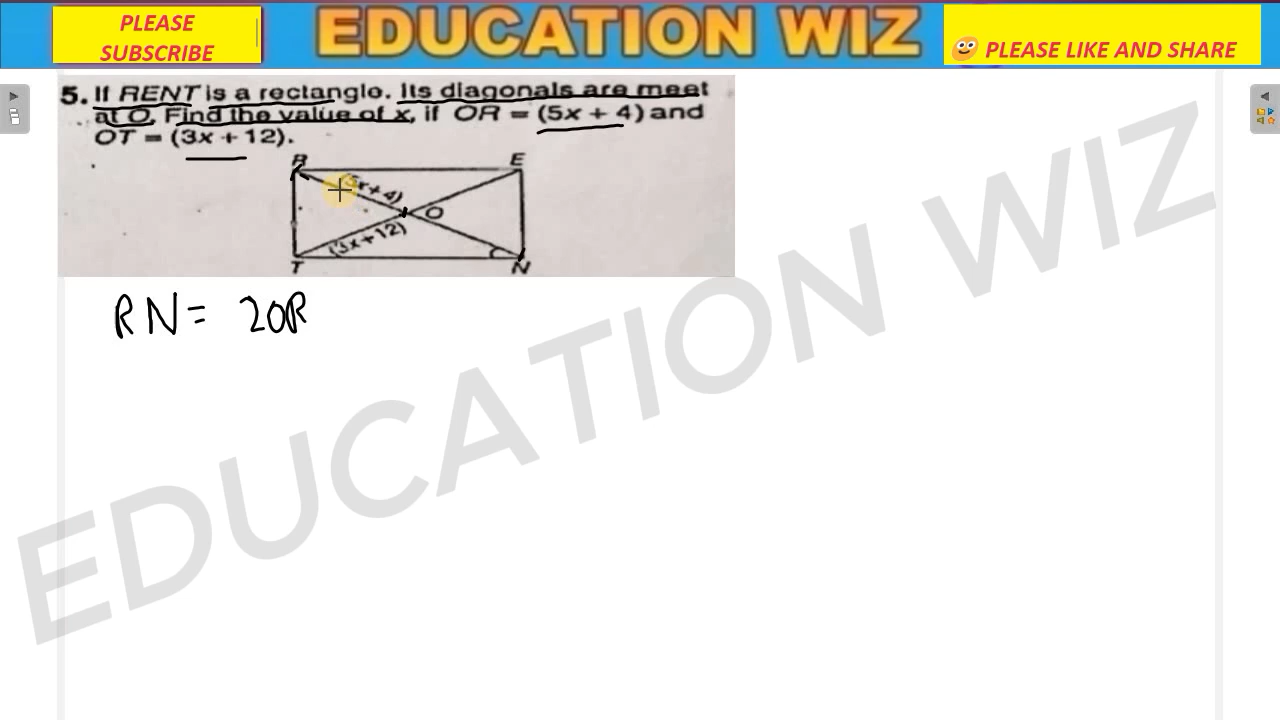 PLEASE
SUBSCRIBE
EDUCATION WIZ
PLEASE LIKE AND SHARE
5. If RENT is a rectangle. Its diagonals are meet
at O. Find the value of x, if OR = (5x + 4) and
OT = (3x + 12).
R
E
(5x+4)
O
(3x+12)
T
N
RN = 2OR
EDUCATION WIZ